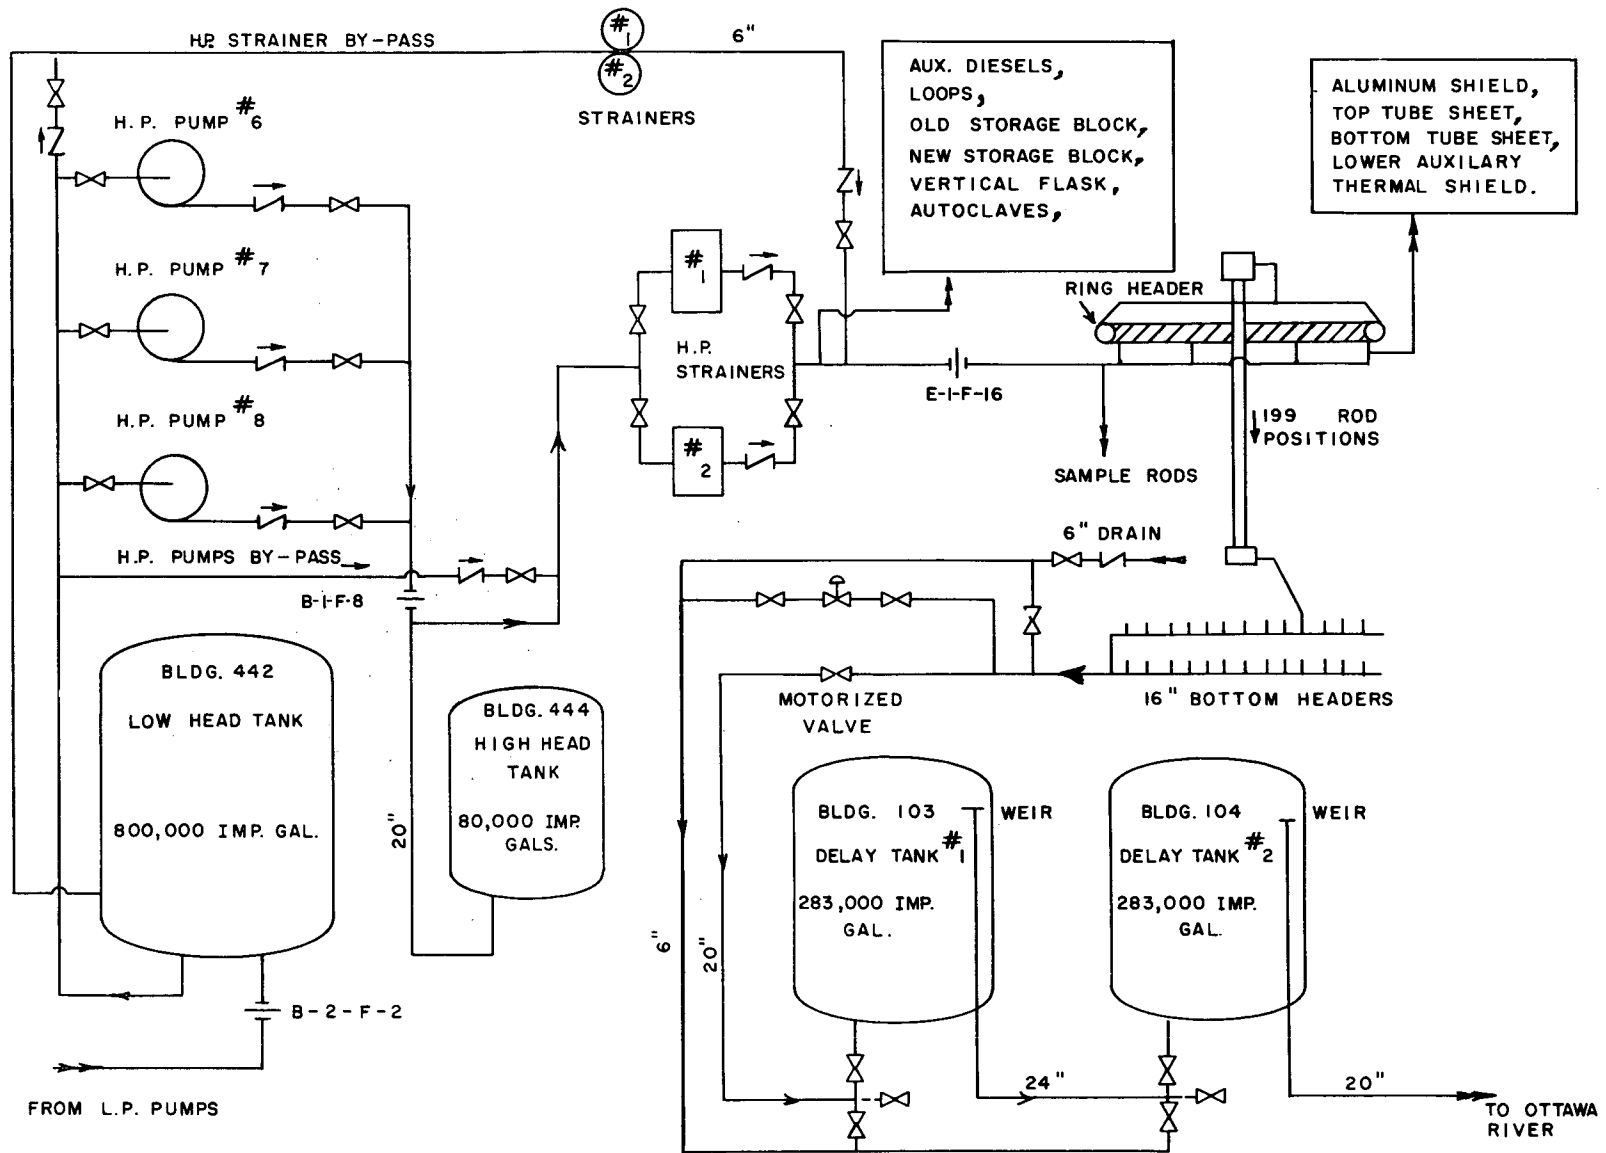 H.P. STRAINER BY-PASS
#1
#2
6"
STRAINERS
H.P. PUMP #6
H.P. PUMP #7
H.P. PUMP #8
H.P. PUMPS BY-PASS
B-1-F-8
#1
#2
H.P.
STRAINERS
AUX. DIESELS,
LOOPS,
OLD STORAGE BLOCK,
NEW STORAGE BLOCK,
VERTICAL FLASK,
AUTOCLAVES,
ALUMINUM SHIELD,
TOP TUBE SHEET,
BOTTOM TUBE SHEET,
LOWER AUXILARY
THERMAL SHIELD.
RING HEADER
E-1-F-16
199 ROD
POSITIONS
SAMPLE RODS
6" DRAIN
16" BOTTOM HEADERS
MOTORIZED
VALVE
BLDG. 442
LOW HEAD TANK
800,000 IMP. GAL.
BLDG. 444
HIGH HEAD
TANK
80,000 IMP.
GALS.
20"
B-2-F-2
FROM L.P. PUMPS
6"
20"
BLDG. 103
DELAY TANK #1
283,000 IMP.
GAL.
WEIR
BLDG. 104
DELAY TANK #2
283,000 IMP.
GAL.
WEIR
24"
20"
TO OTTAWA
RIVER